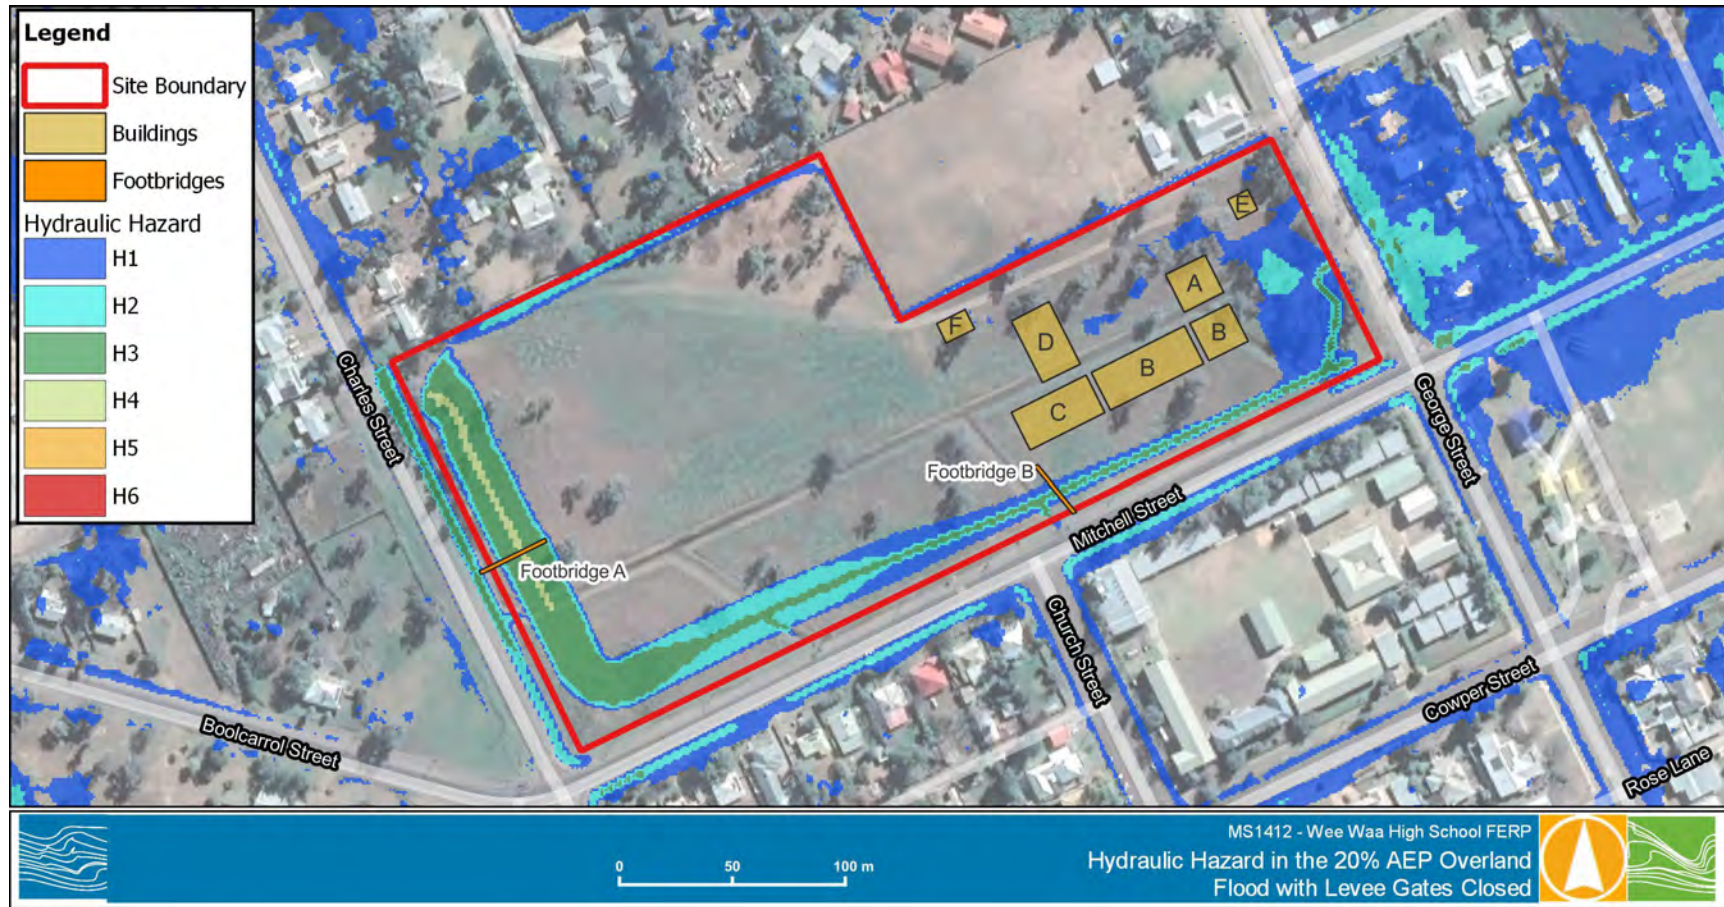 Legend
Site Boundary
Buildings
Footbridges
Hydraulic Hazard
H1
H2
H3
H4
H5
H6
E
A
F
D
B
B
C
Charles Street
George Street
Footbridge B
Mitchell Street
Footbridge A
Church Street
Cowper Street
Boolcarrol Street
Rose Lane
0 50 100 m
MS1412 - Wee Waa High School FERP
Hydraulic Hazard in the 20% AEP Overland
Flood with Levee Gates Closed